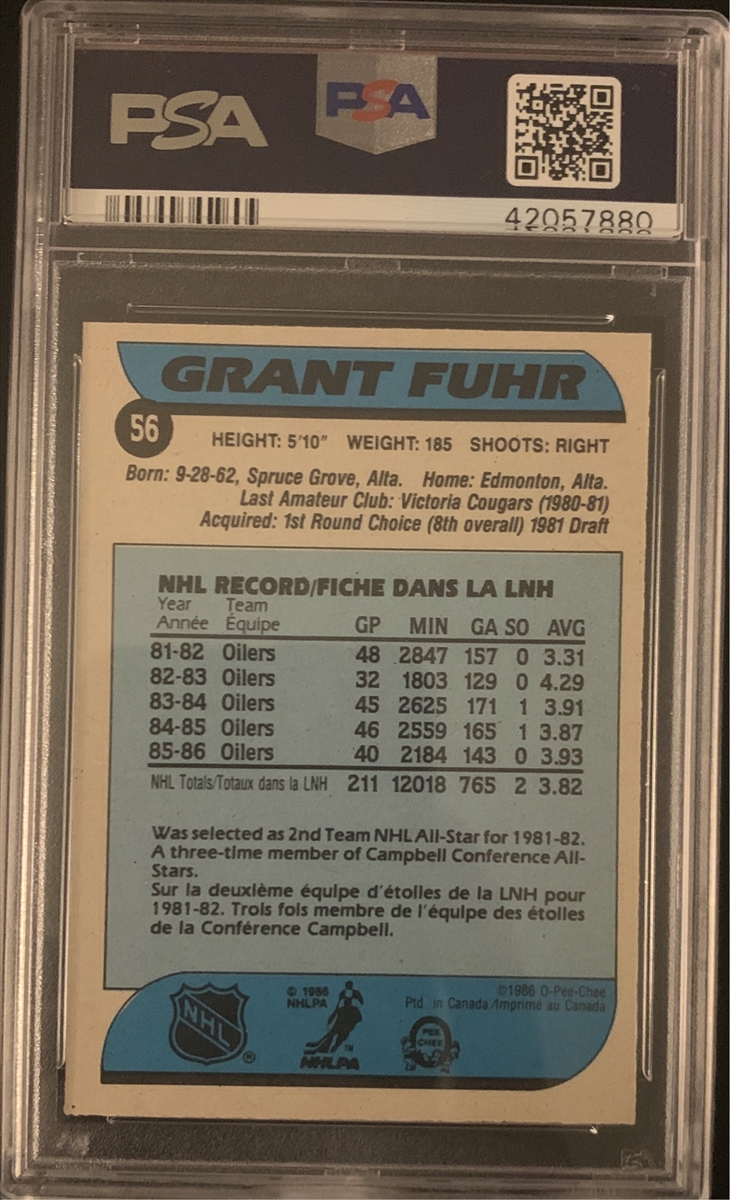 PSA PSA
42057880
GRANT FUHR
56
HEIGHT: 5'10" WEIGHT: 185 SHOOTS: RIGHT
Born: 9-28-62, Spruce Grove, Alta. Home: Edmonton, Alta.
Last Amateur Club: Victoria Cougars (1980-81)
Acquired: 1st Round Choice (8th overall) 1981 Draft
NHL RECORD/FICHE DANS LA LNH
Year Team
Année Équipe GP MIN GA SO AVG
81-82 Oilers 48 2847 157 0 3.31
82-83 Oilers 32 1803 129 0 4.29
83-84 Oilers 45 2625 171 1 3.91
84-85 Oilers 46 2559 165 1 3.87
85-86 Oilers 40 2184 143 0 3.93
NHL Totals/Totaux dans la LNH 211 12018 765 2 3.82
Was selected as 2nd Team NHL All-Star for 1981-82.
A three-time member of Campbell Conference All-
Stars.
Sur la deuxième équipe d'étoiles de la LNH pour
1981-82. Trois fois membre de l'équipe des étoiles
de la Conférence Campbell.
© 1986
NHLPA
©1986 O-Pee-Chee
Ptd. in Canada/Imprimé au Canada
NHL ®
NHLPA TM
PEE
CHEE